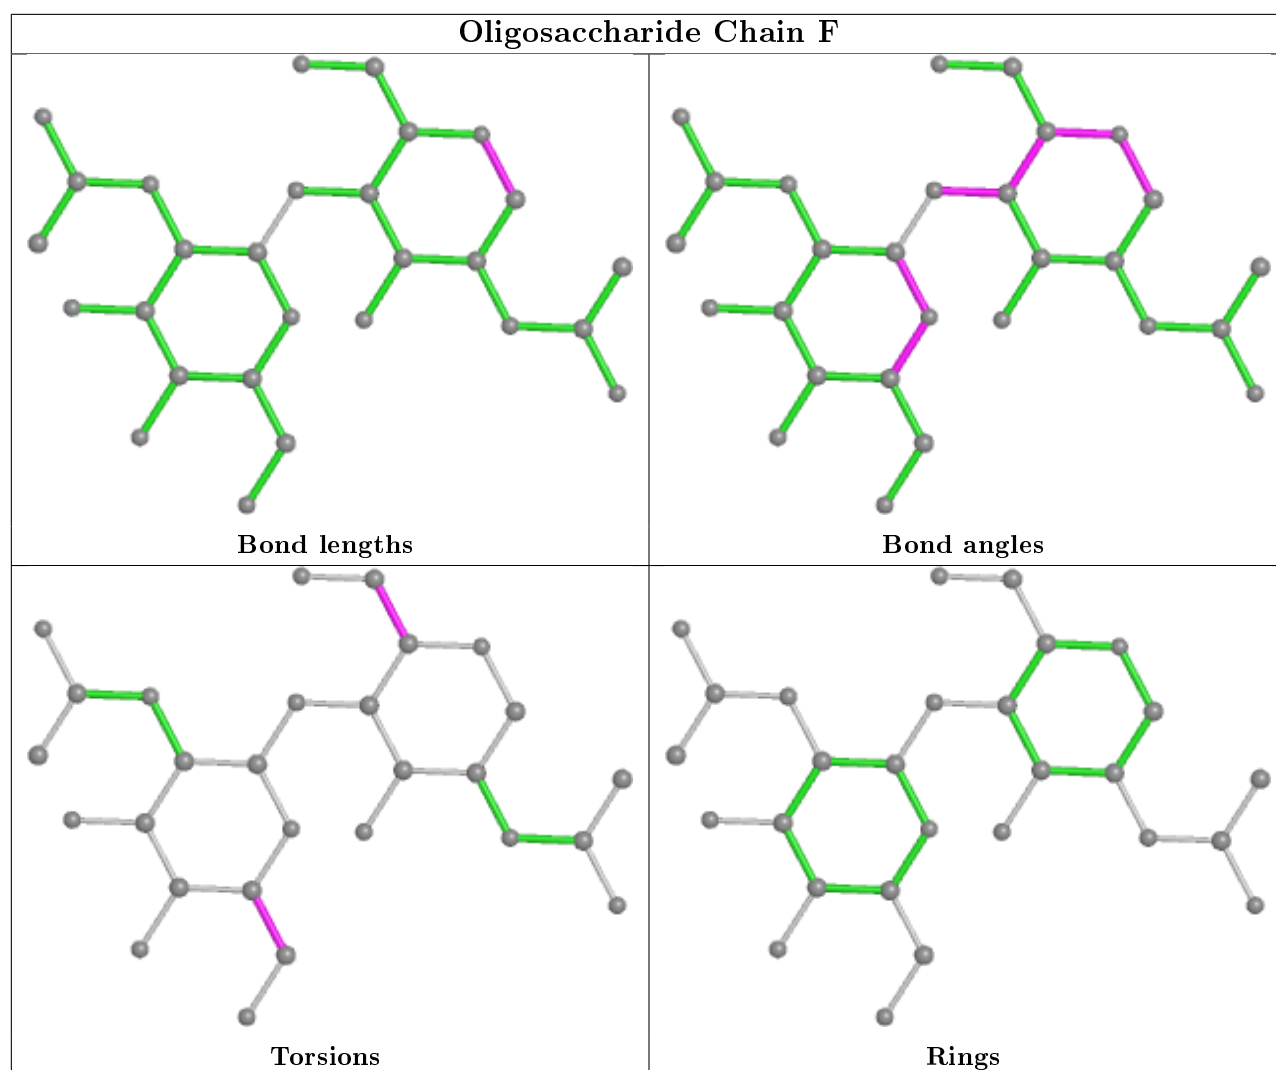 Oligosaccharide Chain F
Bond lengths
Bond angles
Torsions
Rings